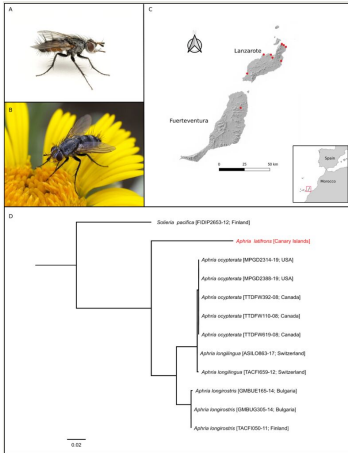 A
B
C
Lanzarote
Fuerteventura
0 25 50 km
Spain
Morocco
D
Solieria pacifica [FIDIP2653-12; Finland]
Aphria latifrons [Canary Islands]
Aphria ocypterata [MPGD2314-19; USA]
Aphria ocypterata [MPGD2388-19; USA]
Aphria ocypterata [TTDFW392-08; Canada]
Aphria ocypterata [TTDFW110-08; Canada]
Aphria ocypterata [TTDFW819-08; Canada]
Aphria longilingua [ASILO863-17; Switzerland]
Aphria longilingua [TACFI659-12; Switzerland]
Aphria longirostris [GMBUE165-14; Bulgaria]
Aphria longirostris [GMBUG305-14; Bulgaria]
Aphria longirostris [TACFI050-11; Finland]
0.02